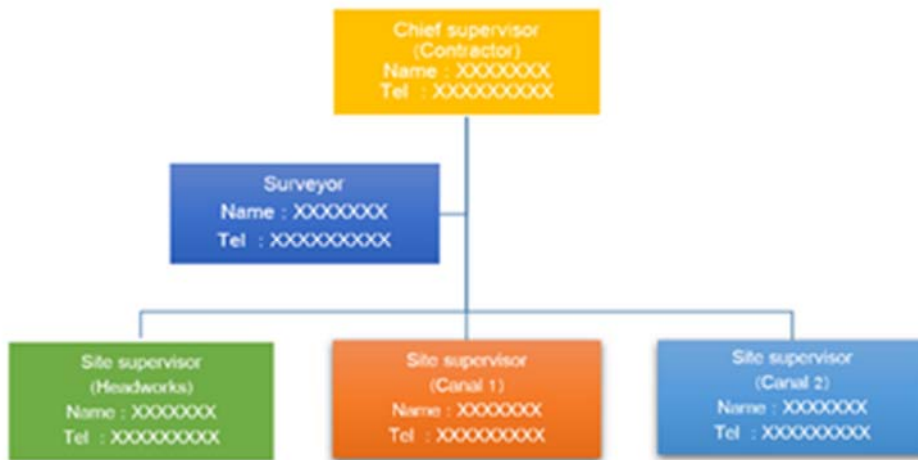 Chief supervisor
(Contractor)
Name : XXXXXXX
Tel : XXXXXXXXX
Surveyor
Name : XXXXXXX
Tel : XXXXXXXXX
Site supervisor
(Headworks)
Name : XXXXXXX
Tel : XXXXXXXXX
Site supervisor
(Canal 1)
Name : XXXXXXX
Tel : XXXXXXXXX
Site supervisor
(Canal 2)
Name : XXXXXXX
Tel : XXXXXXXXX